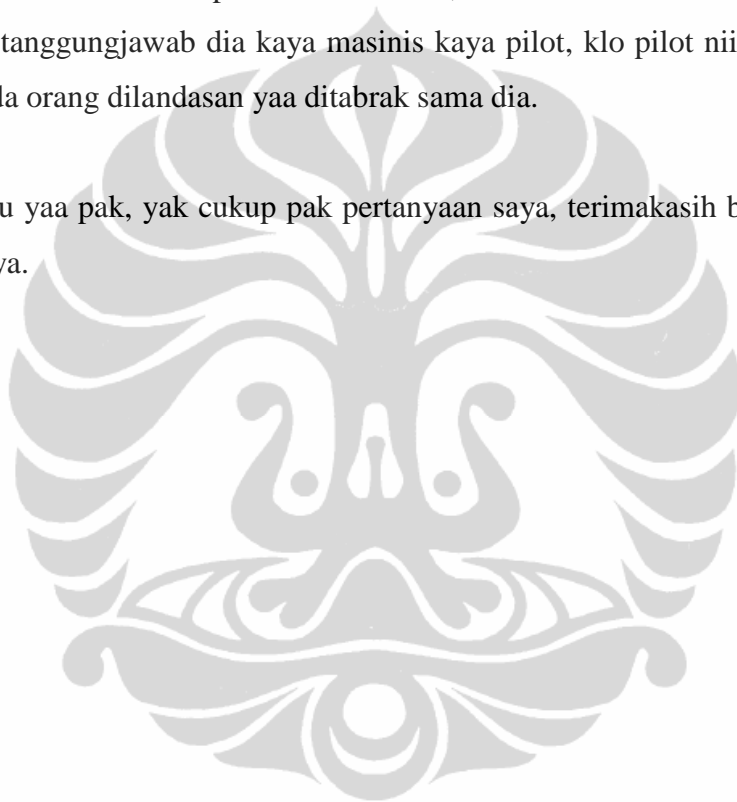 tanggungjawab dia kaya masinis kaya pilot, klo pilot nii
da orang dilandasan yaa ditabrak sama dia.
u yaa pak, yak cukup pak pertanyaan saya, terimakasih b
ya.